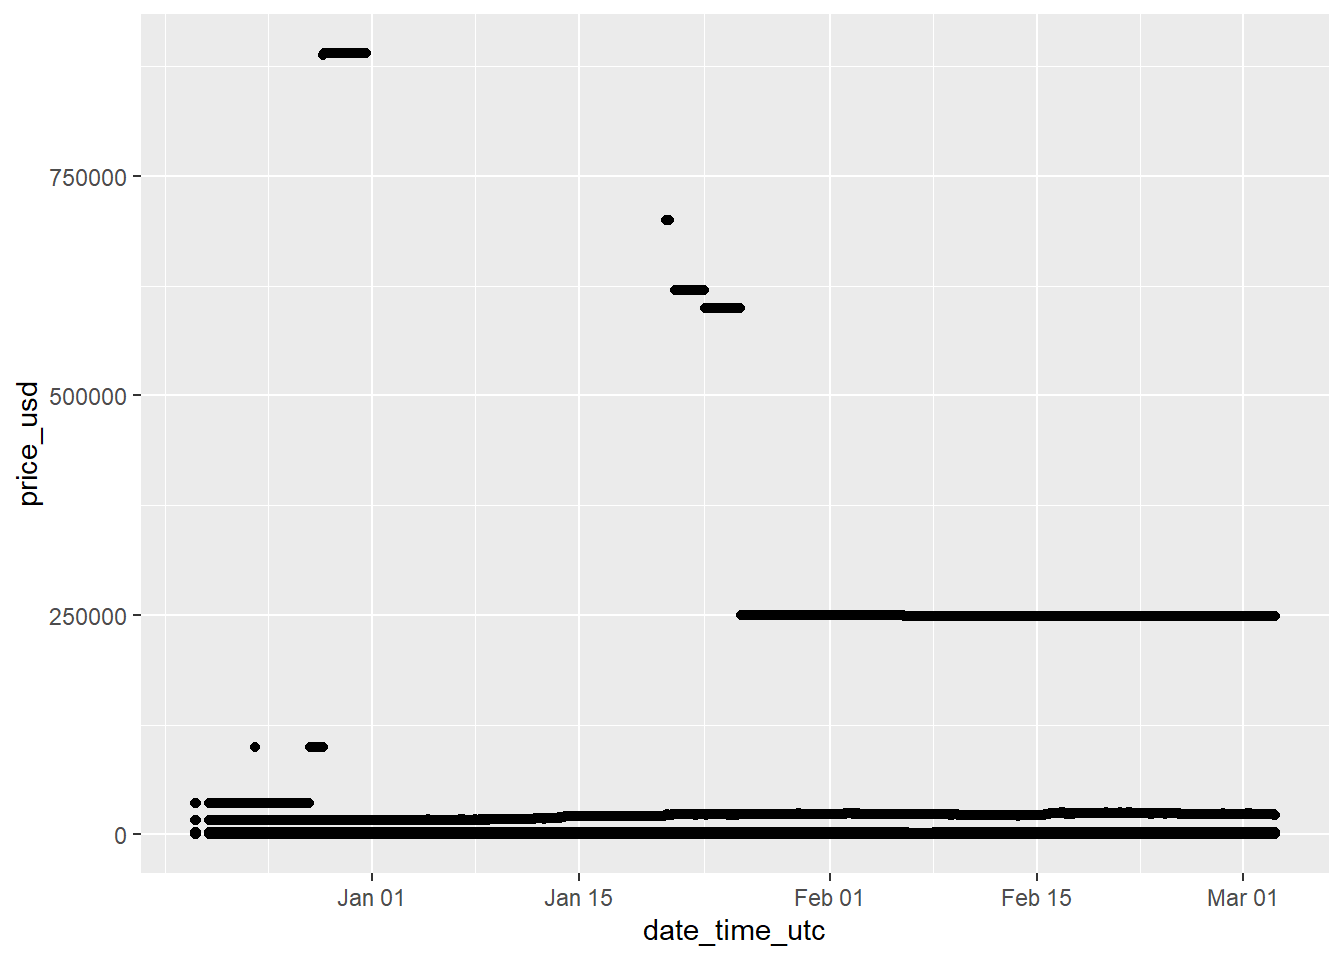 750000
500000
250000
0
price_usd
Jan 01
Jan 15
Feb 01
Feb 15
Mar 01
date_time_utc